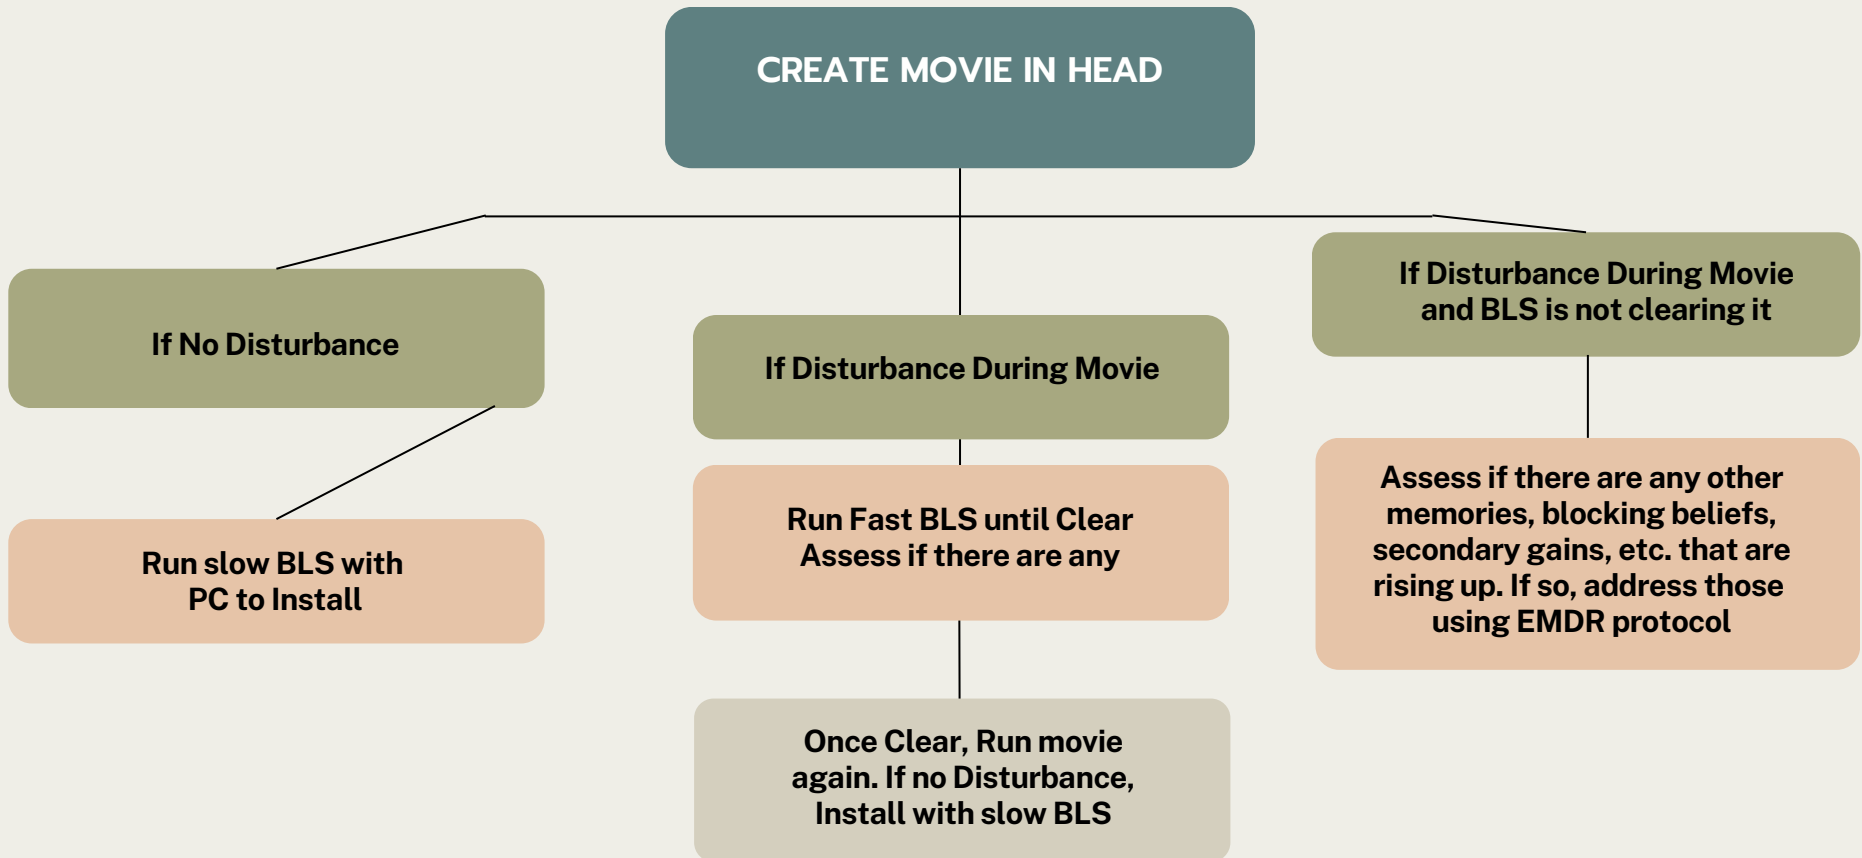 CREATE MOVIE IN HEAD
If No Disturbance
Run slow BLS with
PC to Install
If Disturbance During Movie
Run Fast BLS until Clear
Assess if there are any
Once Clear, Run movie
again. If no Disturbance,
Install with slow BLS
If Disturbance During Movie
and BLS is not clearing it
Assess if there are any other
memories, blocking beliefs,
secondary gains, etc. that are
rising up. If so, address those
using EMDR protocol